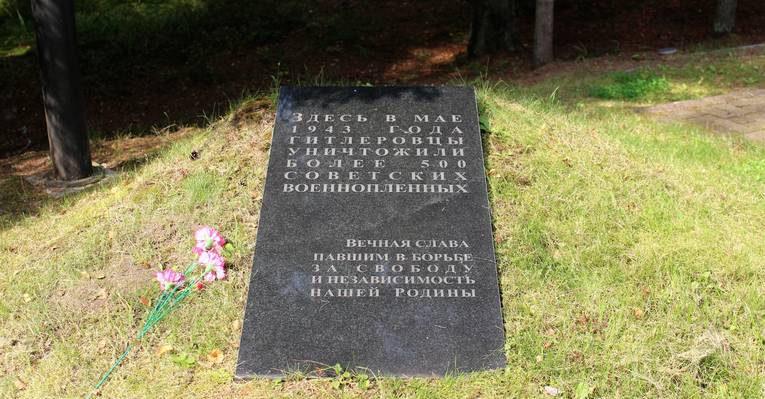 Здесь в мае
1943 года
гитлеровцы
уничтожили
более 500
советских
военнопленных
Вечная слава
павшим в борьбе
за свободу
и независимость
нашей Родины